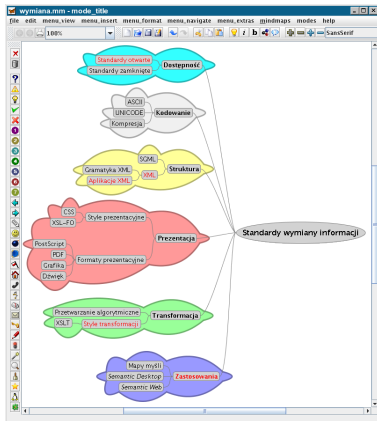 wymiana.mm - mode_title
file edit menu_view menu_insert menu_format menu_navigate menu_extras mindmaps modes help
100%
SansSerif
Standardy otwarte
Standardy zamknięte
Dostępność
ASCII
UNICODE
Kompresja
Kodowanie
SGML
Gramatyka XML
Aplikacje XML
XML
Struktura
CSS
XSL-FO
Style prezentacyjne
PostScript
PDF
Grafika
Dźwięk
Formaty prezentacyjne
Prezentacja
Standardy wymiany informacji
Przetwarzanie algorytmiczne
XSLT
Style transformacji
Transformacja
Mapy myśli
Semantic Desktop
Semantic Web
Zastosowania